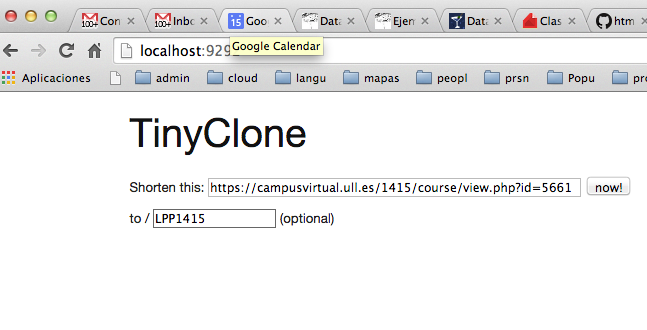 100+ Con 100+ Inbo 15 Goo Data Ejen Data Clas htm
localhost:929
Google Calendar
Aplicaciones admin cloud langu mapas peopl prsn Popu pro
TinyClone
Shorten this: https://campusvirtual.ull.es/1415/course/view.php?id=5661 now!
to / LPP1415 (optional)